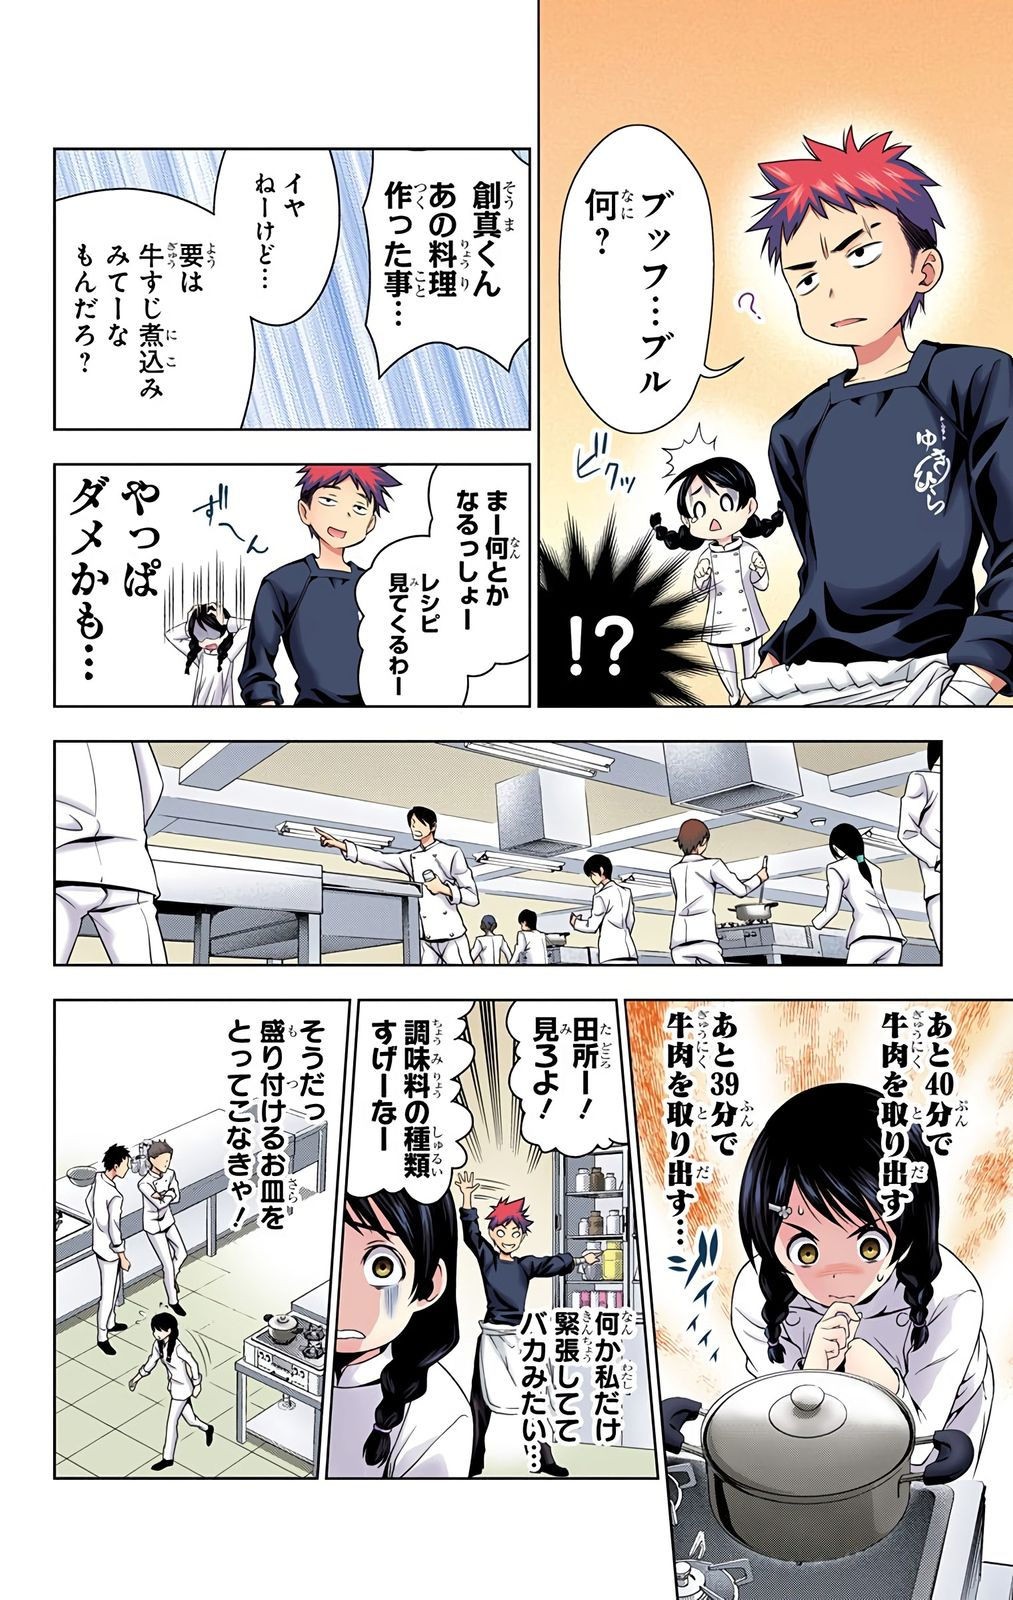 ブッフ…ブル
何？
ビクッ
！？
ゆきひら
創真くん
あの料理
作った事…
イヤ
ねーけど…
要は
牛すじ煮込み
みてーな
もんだろ？
まー何とか
なるっしょー
レシピ
見てくるわー
ず〜ん
やっぱ
ダメかも…
あと40分で
牛肉を取り出す
あと39分で
牛肉を取り出す…
田所ー！
見ろよ！
調味料の種類
すげーなー
何か私だけ
緊張してて
バカみたい…
そうだっ
盛り付けるお皿を
とってこなきゃ！